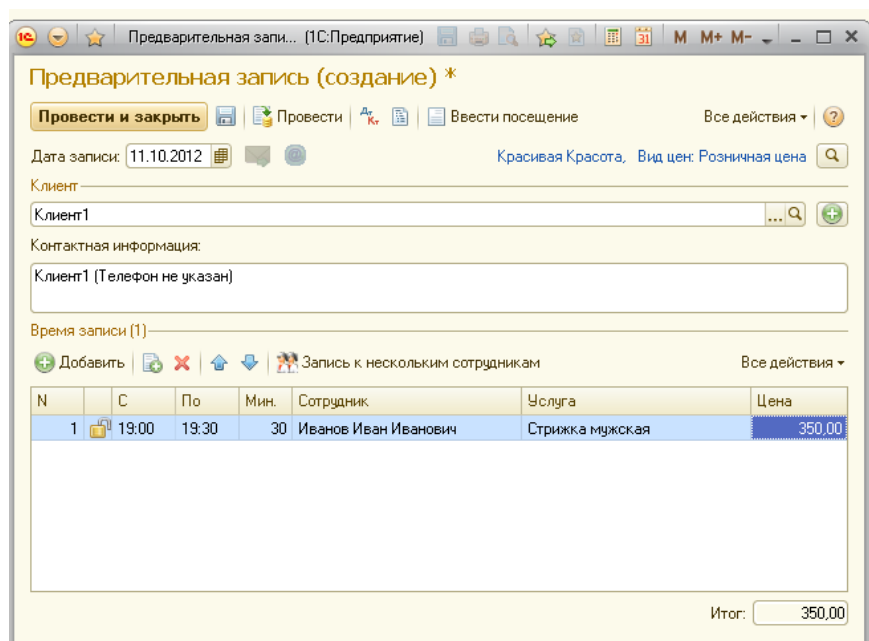 Предварительная запи... (1С:Предприятие) 31 M M+ M-
Предварительная запись (создание) *
Провести и закрыть Провести Дт Кт Ввести посещение Все действия ?
Дата записи: 11.10.2012 Красивая Красота, Вид цен: Розничная цена
Клиент
Клиент1 ...
Контактная информация:
Клиент1 (Телефон не указан)
Время записи (1)
Добавить Запись к нескольким сотрудникам Все действия
N С По Мин. Сотрудник Услуга Цена
1 19:00 19:30 30 Иванов Иван Иванович Стрижка мужская 350,00
Итог: 350,00